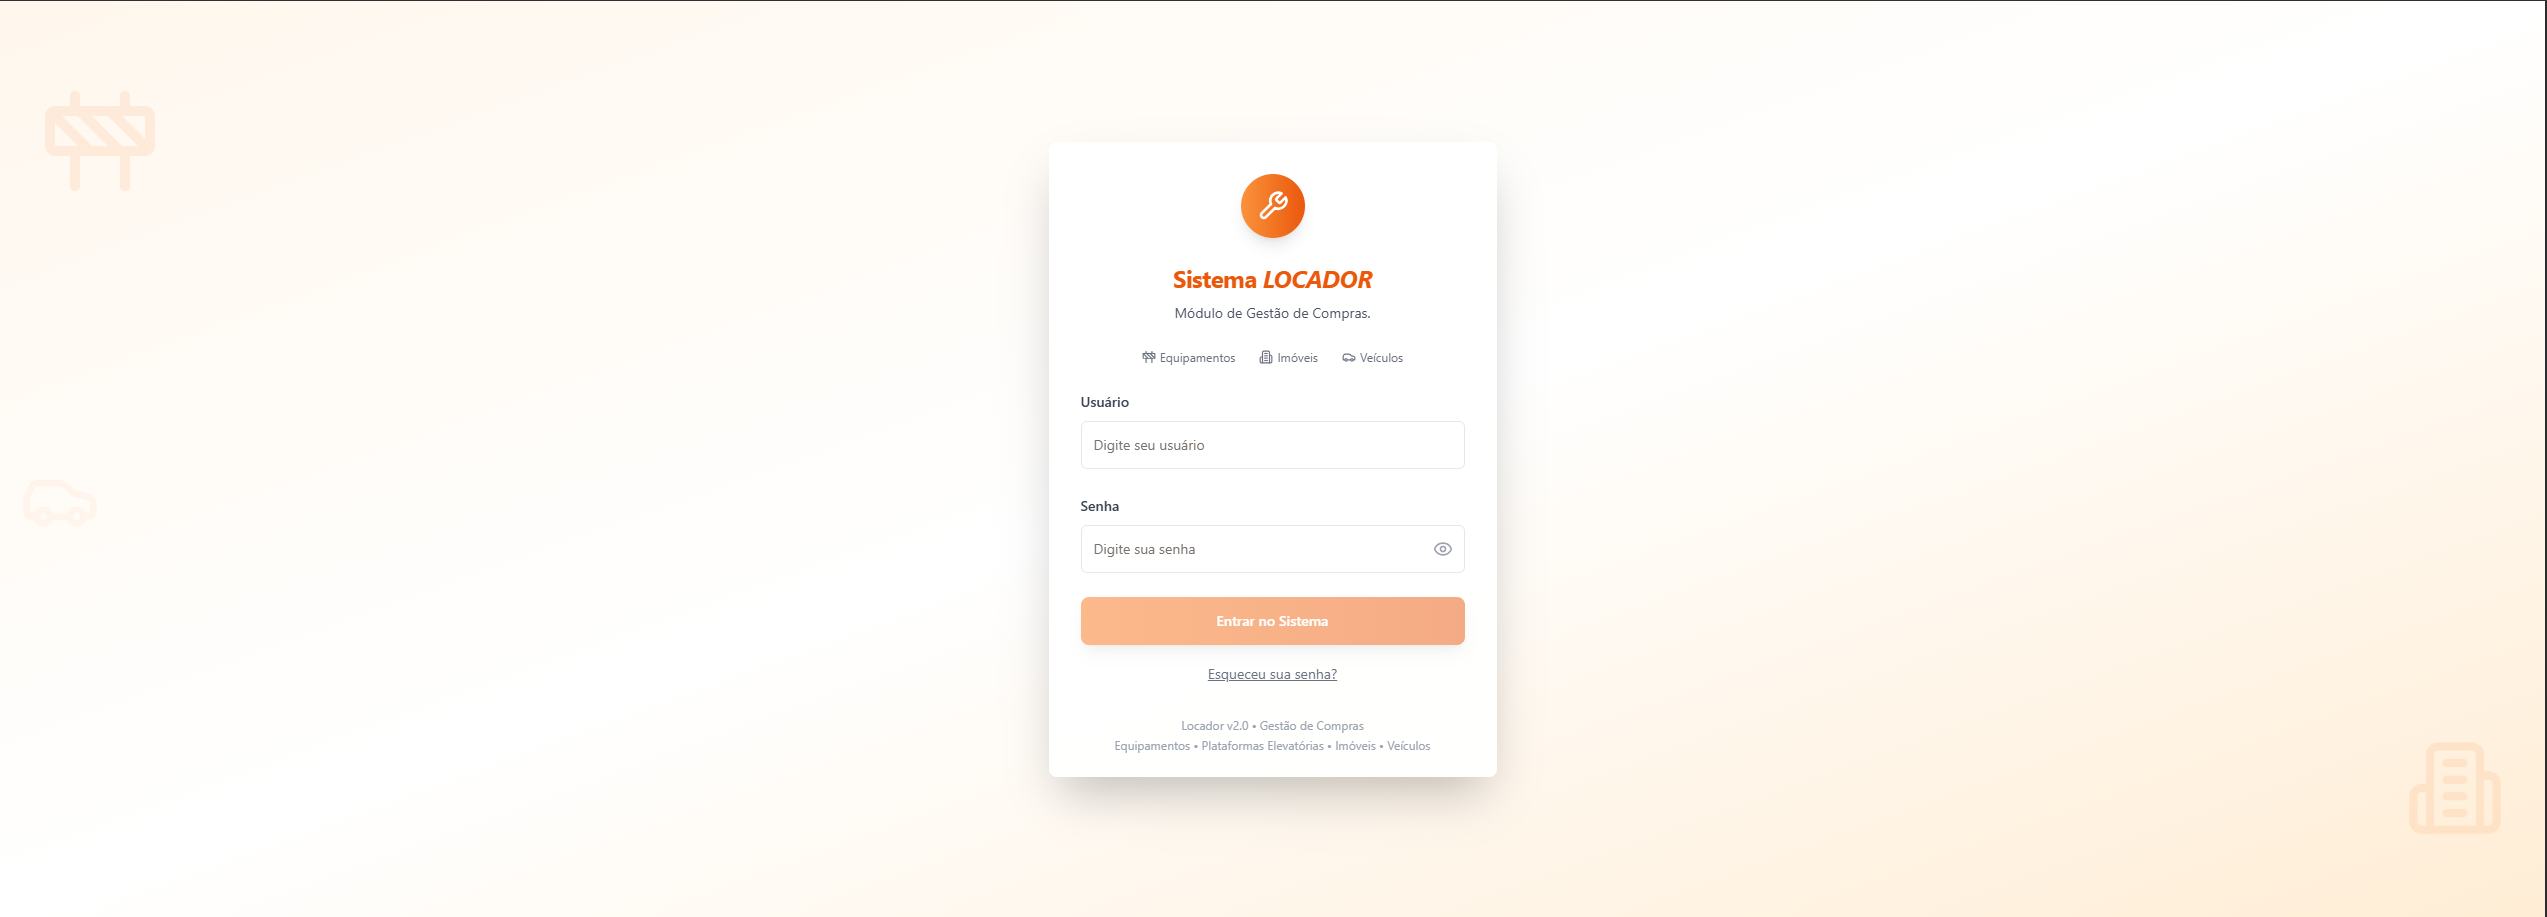 Sistema LOCADOR
Módulo de Gestão de Compras.
Equipamentos Imóveis Veículos
Usuário
Digite seu usuário
Senha
Digite sua senha
Entrar no Sistema
Esqueceu sua senha?
Locador v2.0 • Gestão de Compras
Equipamentos • Plataformas Elevatórias • Imóveis • Veículos